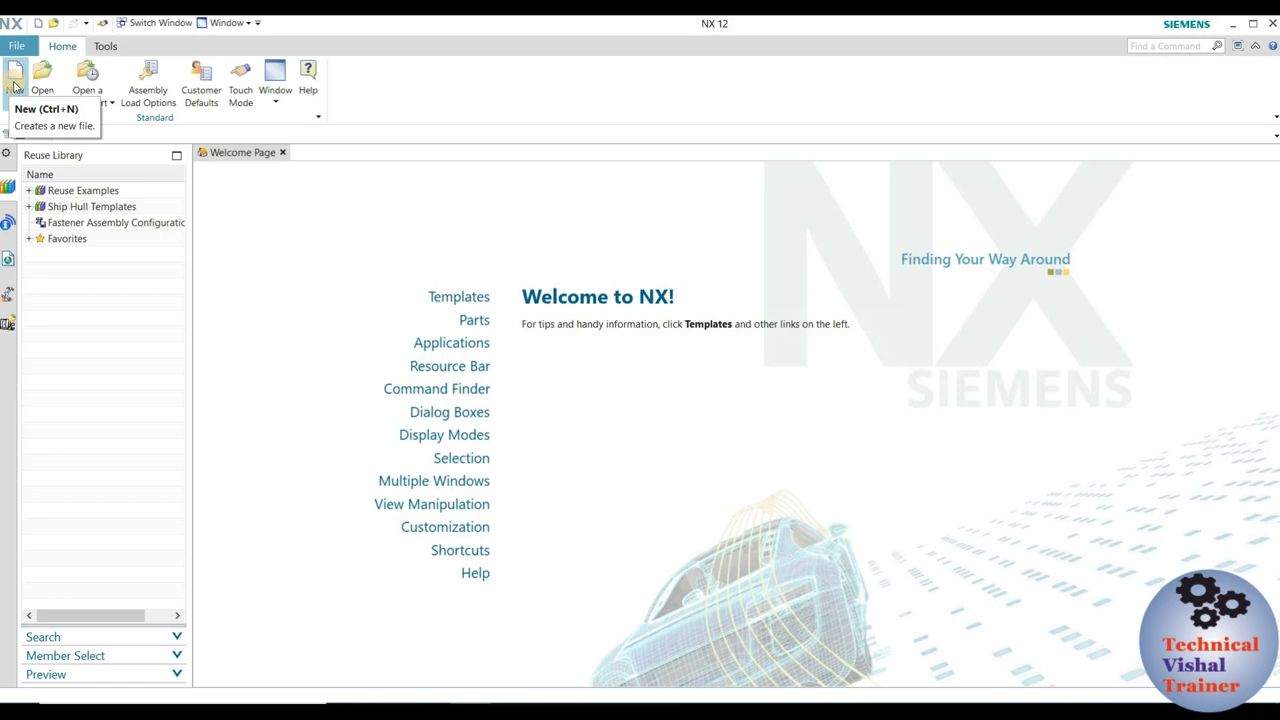 NX
Switch Window
Window
NX 12
SIEMENS
File
Home
Tools
Find a Command
New
Open
Open a
Assembly
Load Options
Customer
Defaults
Touch
Mode
Window
Help
Standard
New (Ctrl+N)
Creates a new file.
Reuse Library
Welcome Page
Name
Reuse Examples
Ship Hull Templates
Fastener Assembly Configuratic
Favorites
NX
SIEMENS
Finding Your Way Around
Templates
Parts
Applications
Resource Bar
Command Finder
Dialog Boxes
Display Modes
Selection
Multiple Windows
View Manipulation
Customization
Shortcuts
Help
Welcome to NX!
For tips and handy information, click Templates and other links on the left.
Search
Member Select
Preview
Technical
Vishal
Trainer